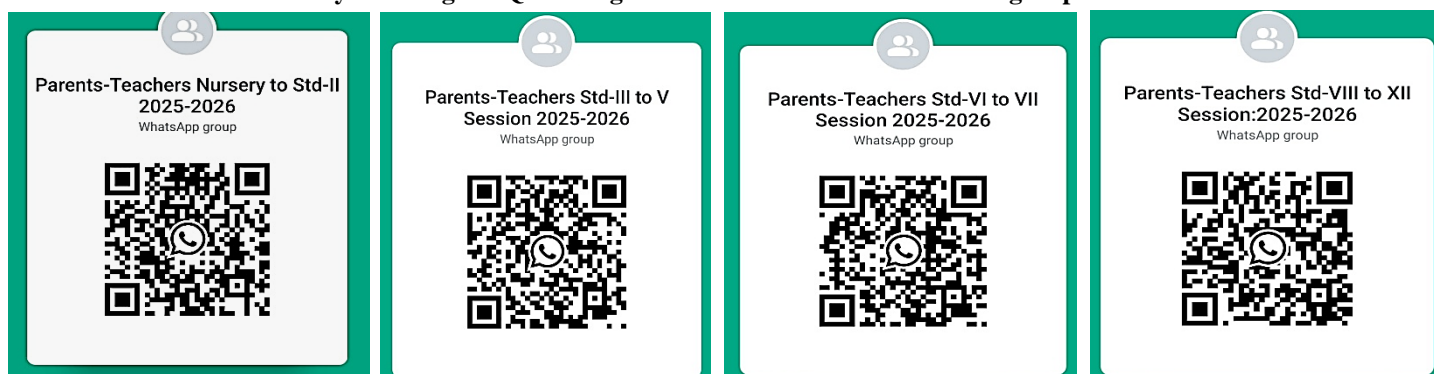 Parents-Teachers Nursery to Std-II
2025-2026
WhatsApp group
Parents-Teachers Std-III to V
Session 2025-2026
WhatsApp group
Parents-Teachers Std-VI to VII
Session 2025-2026
WhatsApp group
Parents-Teachers Std-VIII to XII
Session:2025-2026
WhatsApp group